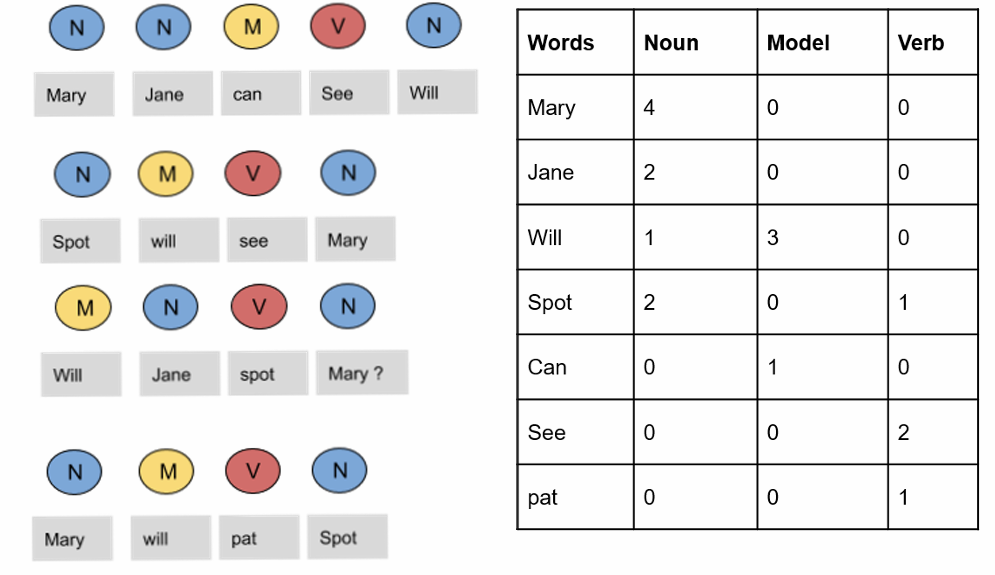 N N M V N
Mary Jane can See Will
N M V N
Spot will see Mary
M N V N
Will Jane spot Mary ?
N M V N
Mary will pat Spot
Words Noun Model Verb
Mary 4 0 0
Jane 2 0 0
Will 1 3 0
Spot 2 0 1
Can 0 1 0
See 0 0 2
pat 0 0 1